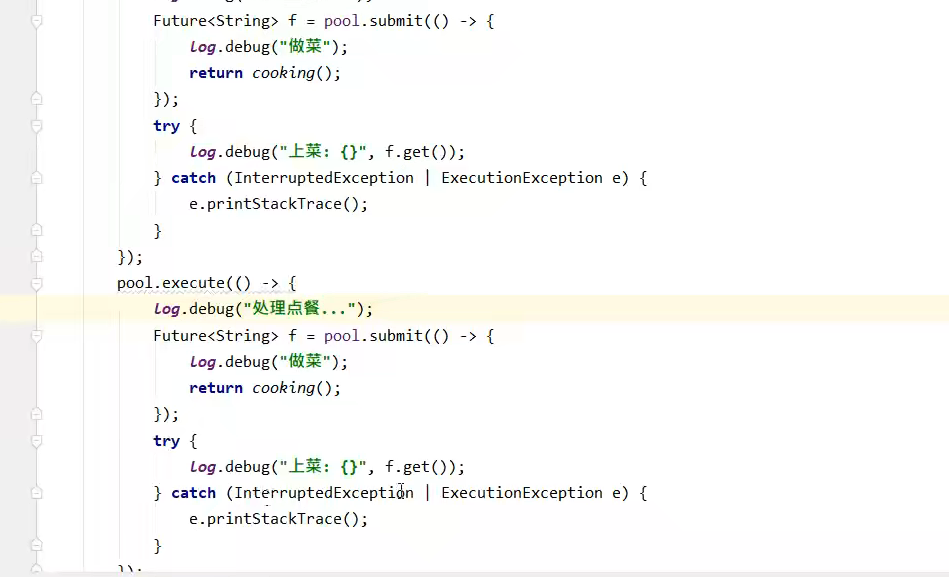 Future<String> f = pool.submit(() -> {
log.debug("做菜");
return cooking();
});
try {
log.debug("上菜: {}", f.get());
} catch (InterruptedException | ExecutionException e) {
e.printStackTrace();
}
});
pool.execute(() -> {
log.debug("处理点餐...");
Future<String> f = pool.submit(() -> {
log.debug("做菜");
return cooking();
});
try {
log.debug("上菜: {}", f.get());
} catch (InterruptedException | ExecutionException e) {
e.printStackTrace();
}
});